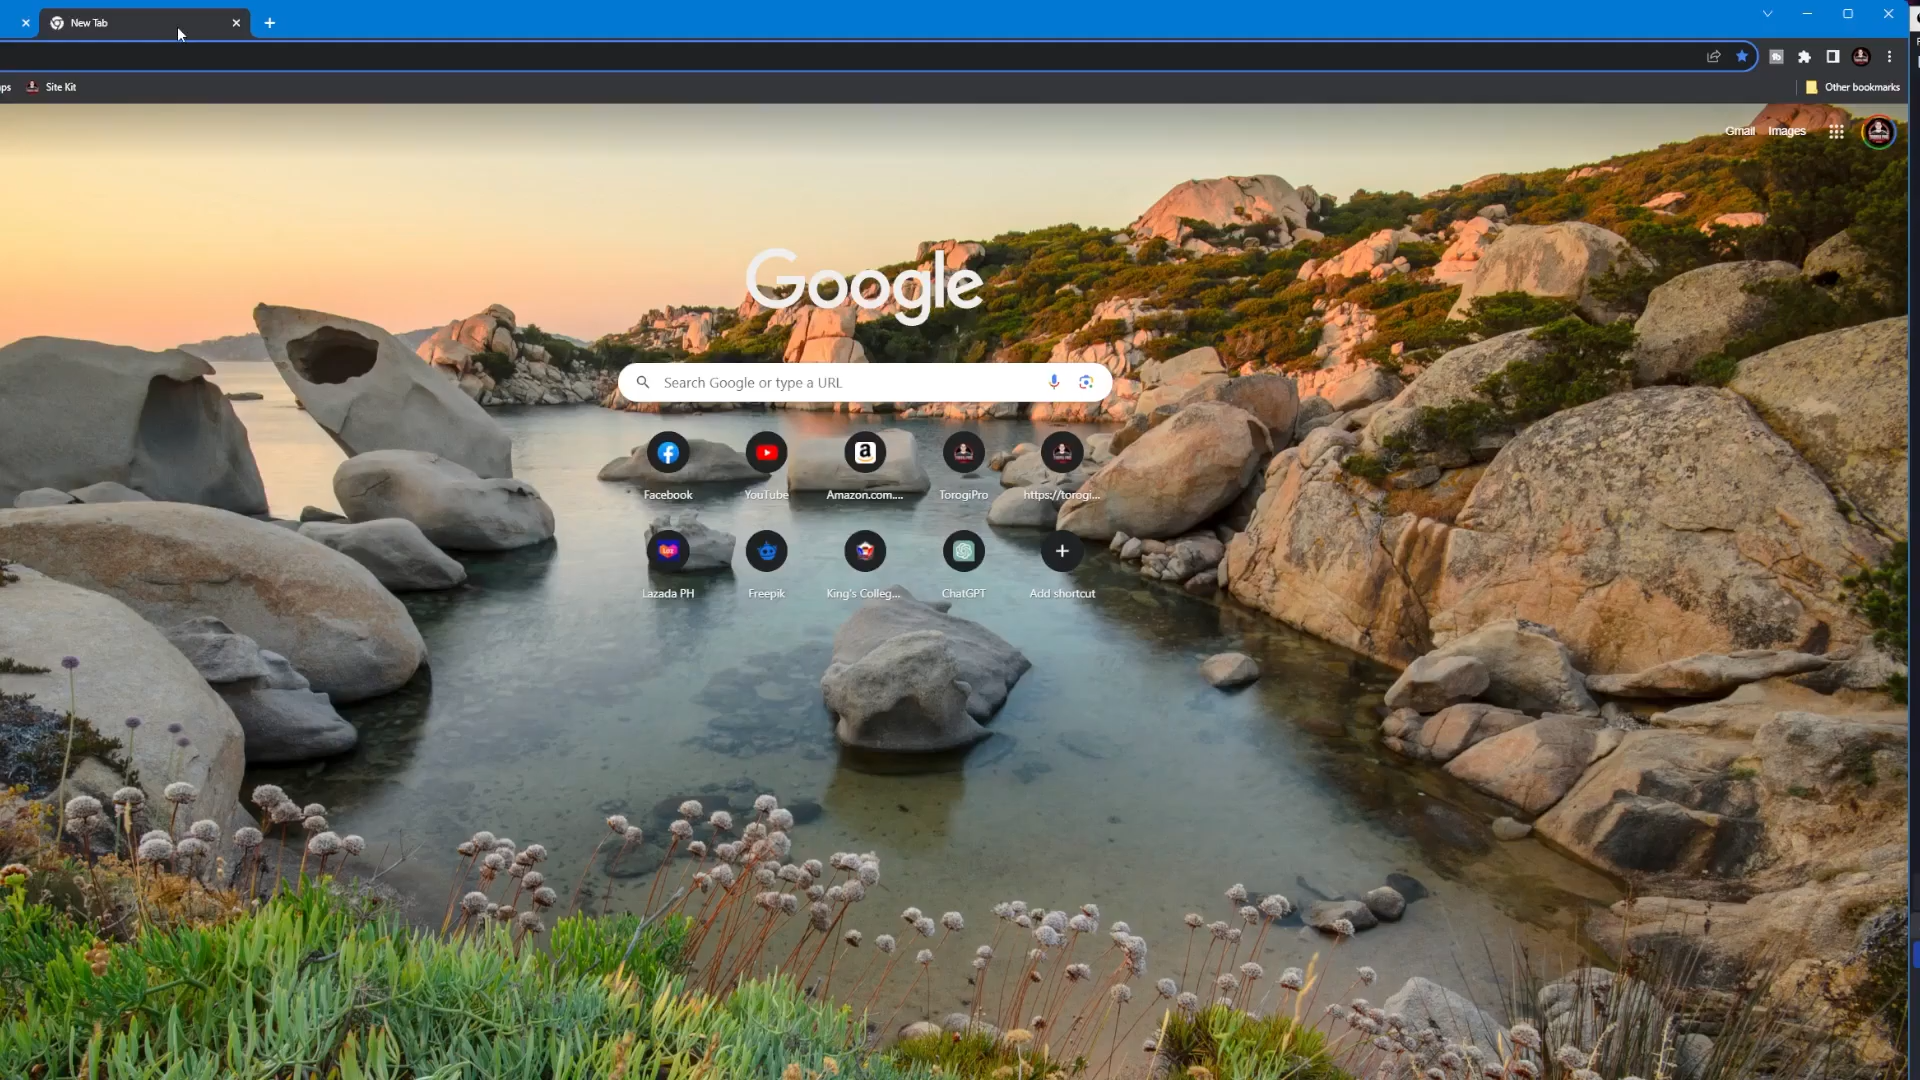 New Tab
ps
Site Kit
Other bookmarks
Gmail Images
Google
Search Google or type a URL
Facebook
YouTube
Amazon.com....
TorogiPro
https://torogi...
Lazada PH
Freepik
King's Colleg...
ChatGPT
Add shortcut